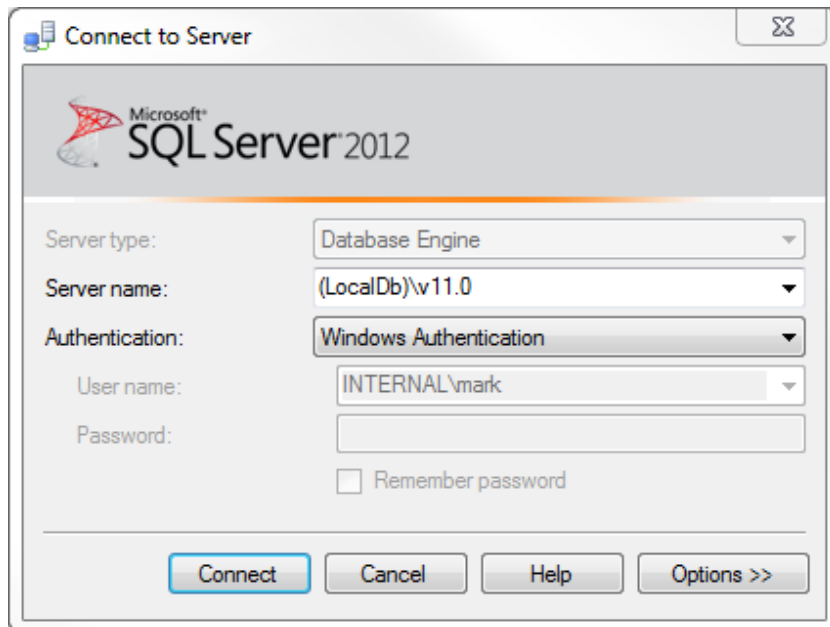 Connect to Server
Microsoft®
SQL Server® 2012
Server type: Database Engine
Server name: (LocalDb)\v11.0
Authentication: Windows Authentication
User name: INTERNAL\mark
Password:
Remember password
Connect Cancel Help Options >>